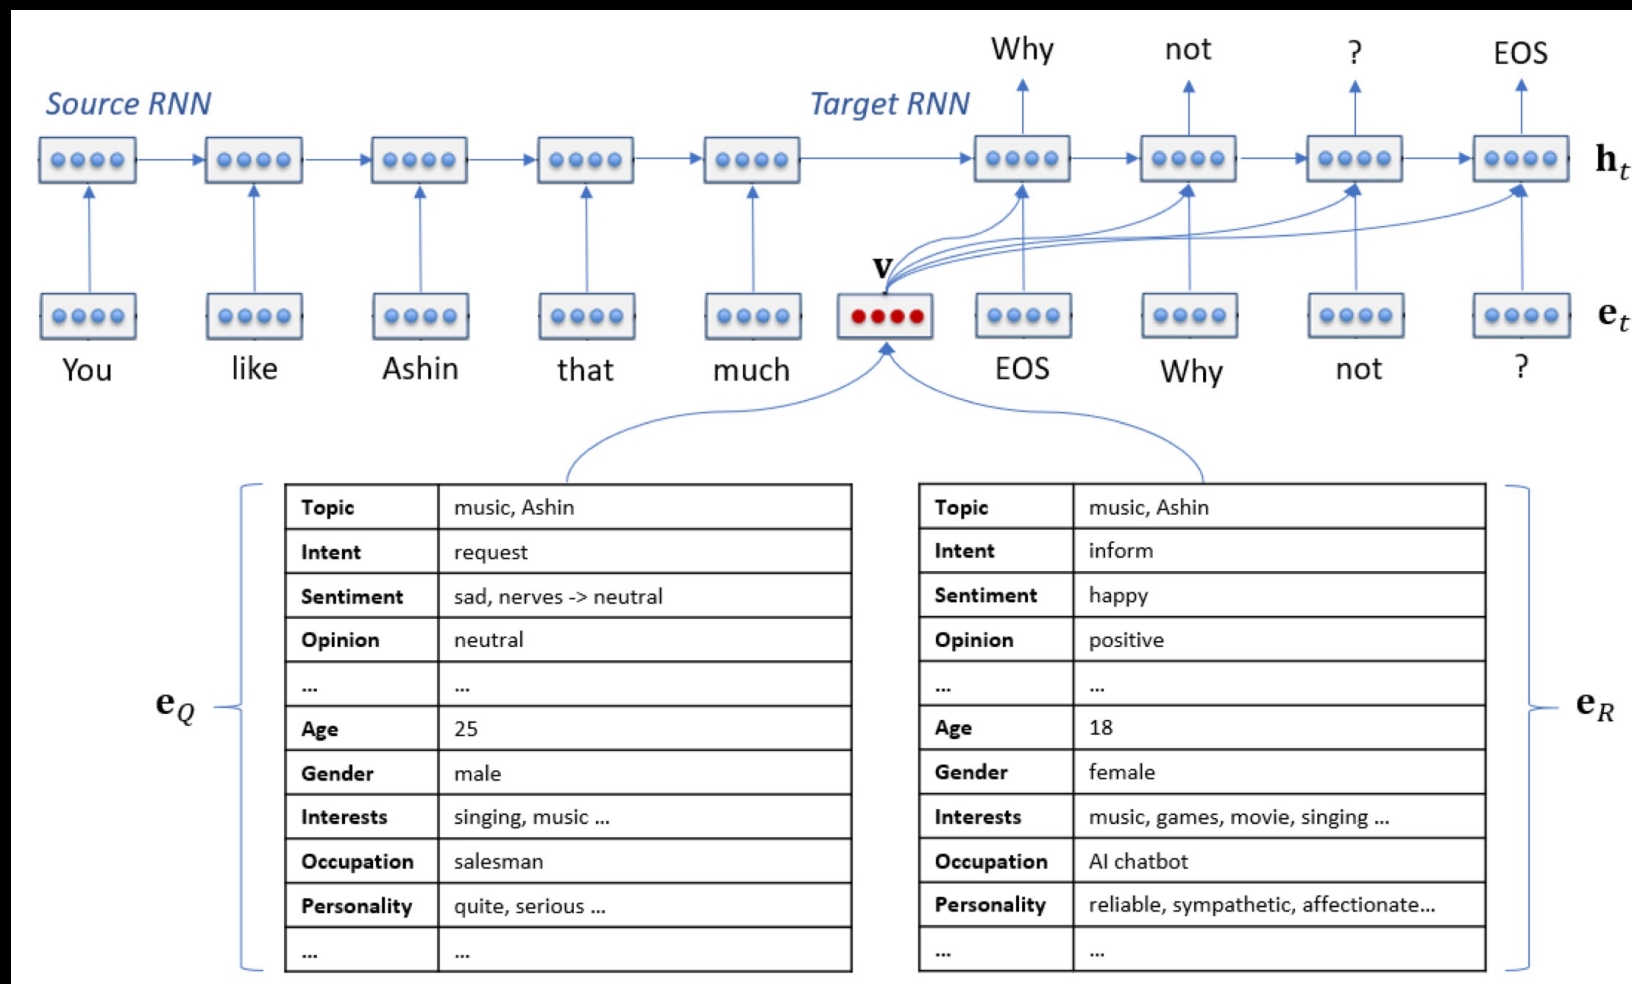 Why not ? EOS
Source RNN Target RNN
𝐡ₜ
v
𝐞ₜ
You like Ashin that much EOS Why not ?
𝐞_Q
Topic music, Ashin
Intent request
Sentiment sad, nerves -> neutral
Opinion neutral
... ...
Age 25
Gender male
Interests singing, music ...
Occupation salesman
Personality quite, serious ...
... ...
Topic music, Ashin
Intent inform
Sentiment happy
Opinion positive
... ...
Age 18
Gender female
Interests music, games, movie, singing ...
Occupation AI chatbot
Personality reliable, sympathetic, affectionate...
... ...
𝐞_R